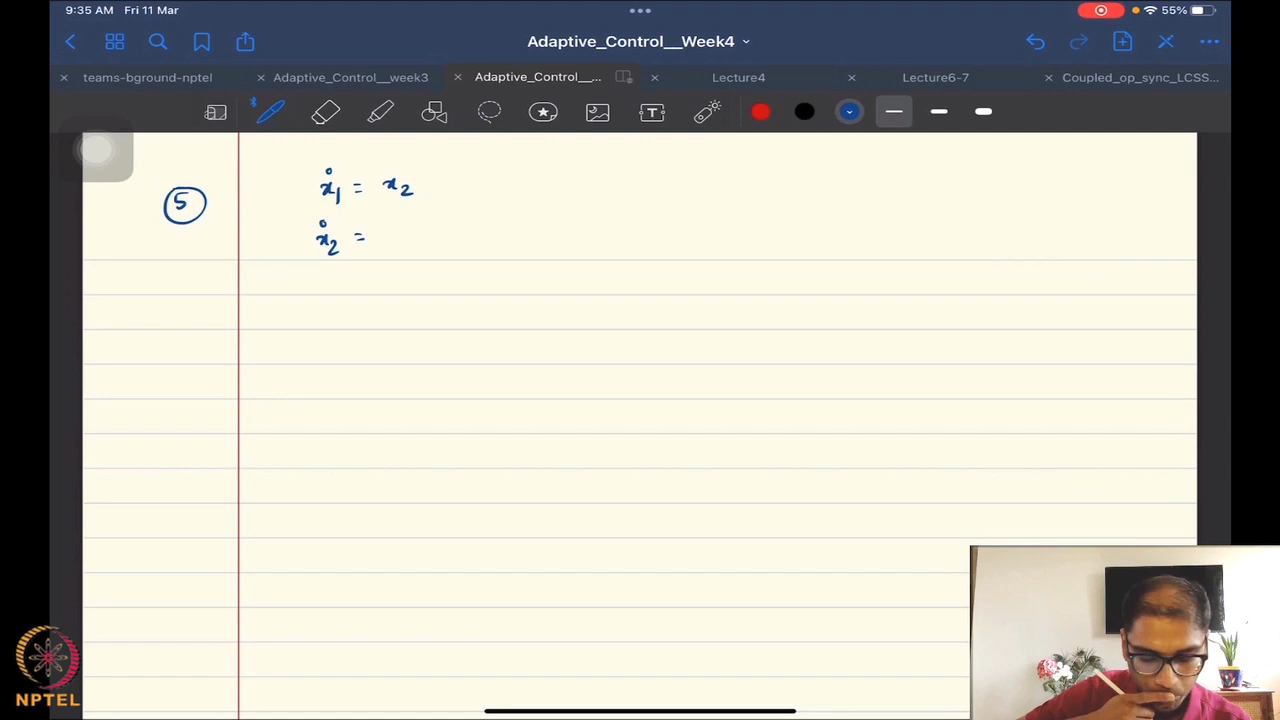 9:35 AM Fri 11 Mar
55%
Adaptive_Control__Week4
teams-bground-nptel
Adaptive_Control__week3
Adaptive_Control__...
Lecture4
Lecture6-7
Coupled_op_sync_LCSS...
5
ẋ₁ = x₂
ẋ₂ =
NPTEL